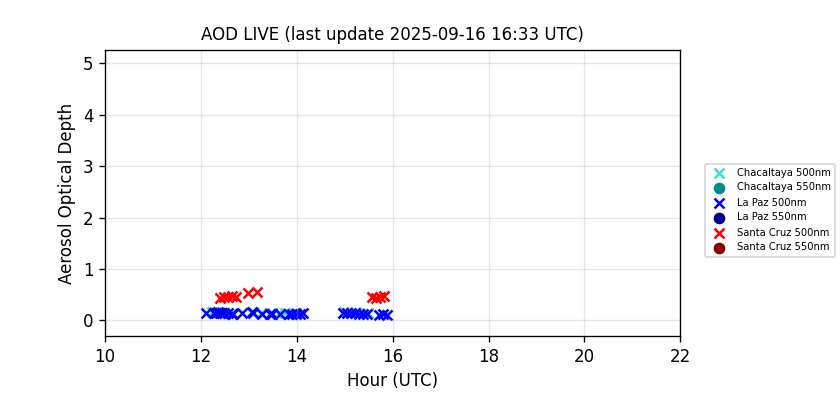 AOD LIVE (last update 2025-09-16 16:33 UTC)
Aerosol Optical Depth
5
4
3
2
1
0
10 12 14 16 18 20 22
Hour (UTC)
Chacaltaya 500nm
Chacaltaya 550nm
La Paz 500nm
La Paz 550nm
Santa Cruz 500nm
Santa Cruz 550nm